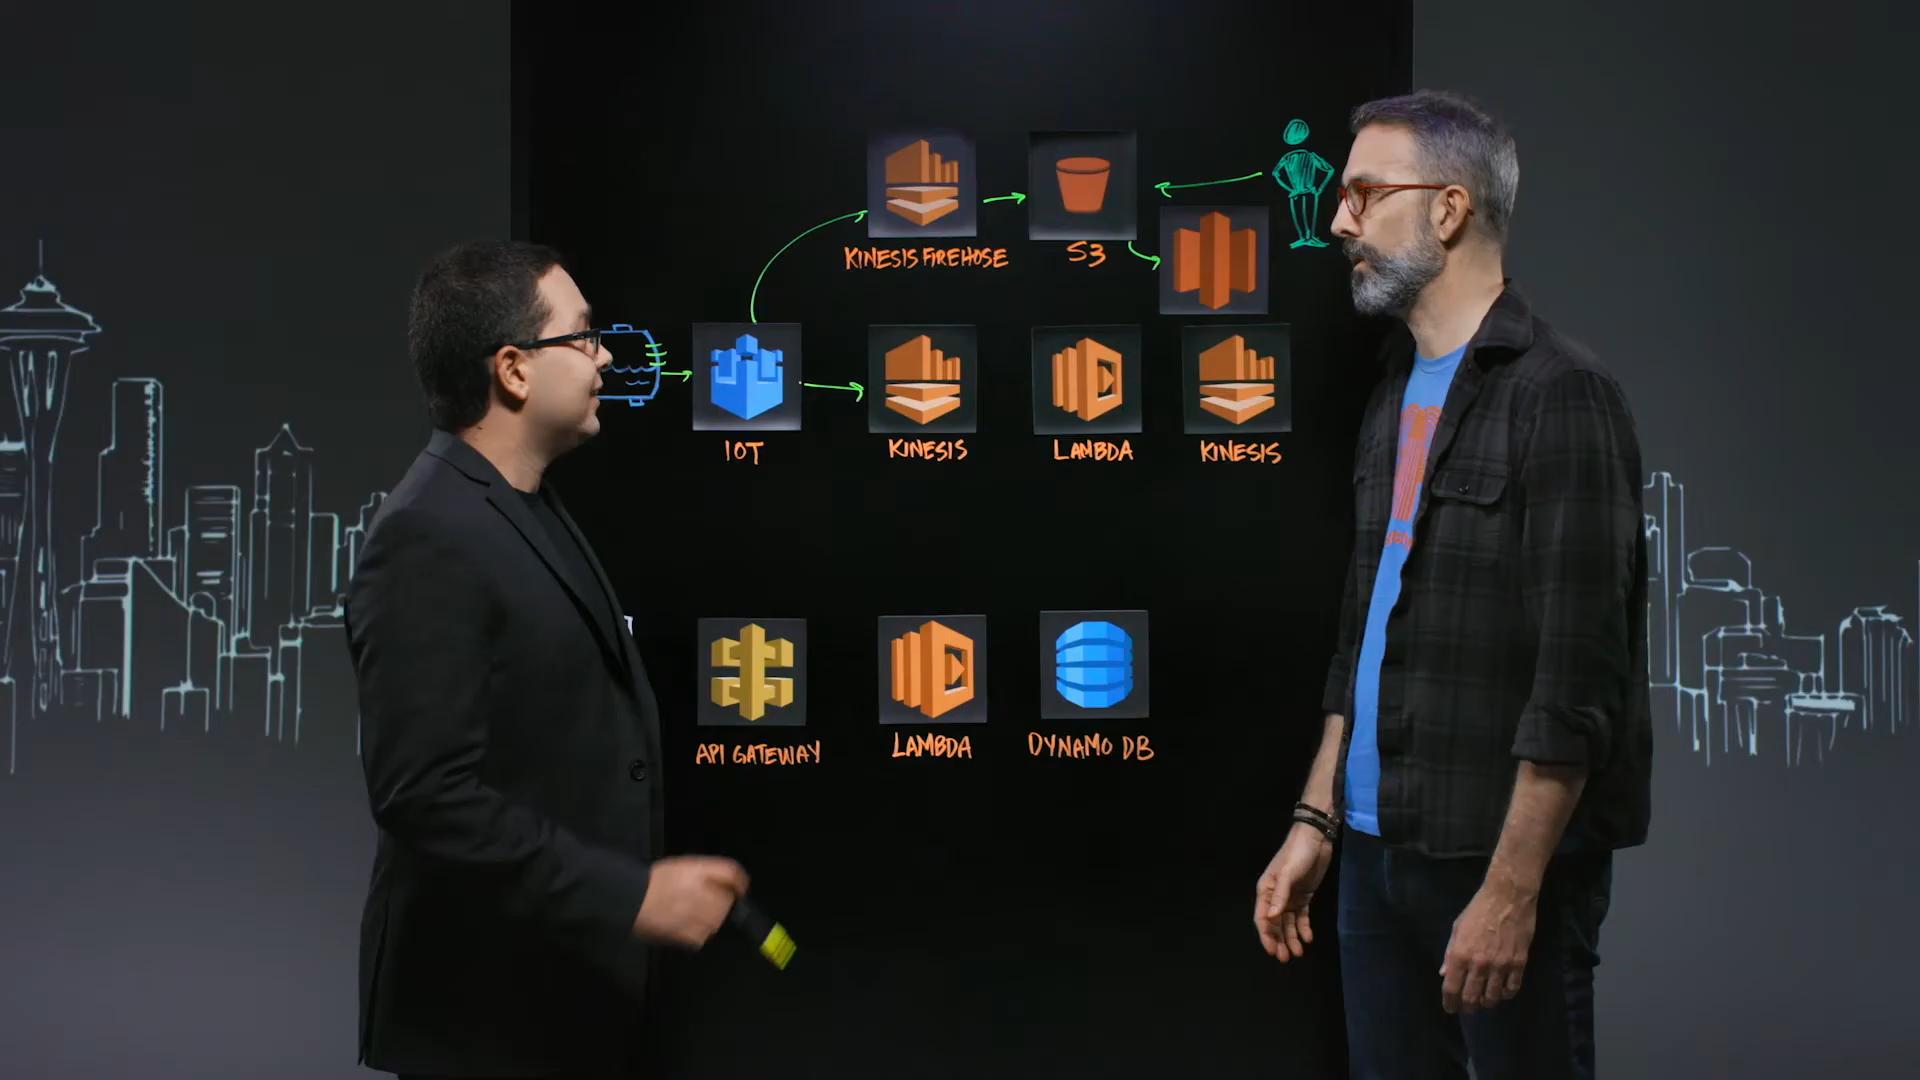 KINESIS FIREHOSE
S3
IOT
KINESIS
LAMBDA
KINESIS
API GATEWAY
LAMBDA
DYNAMO DB